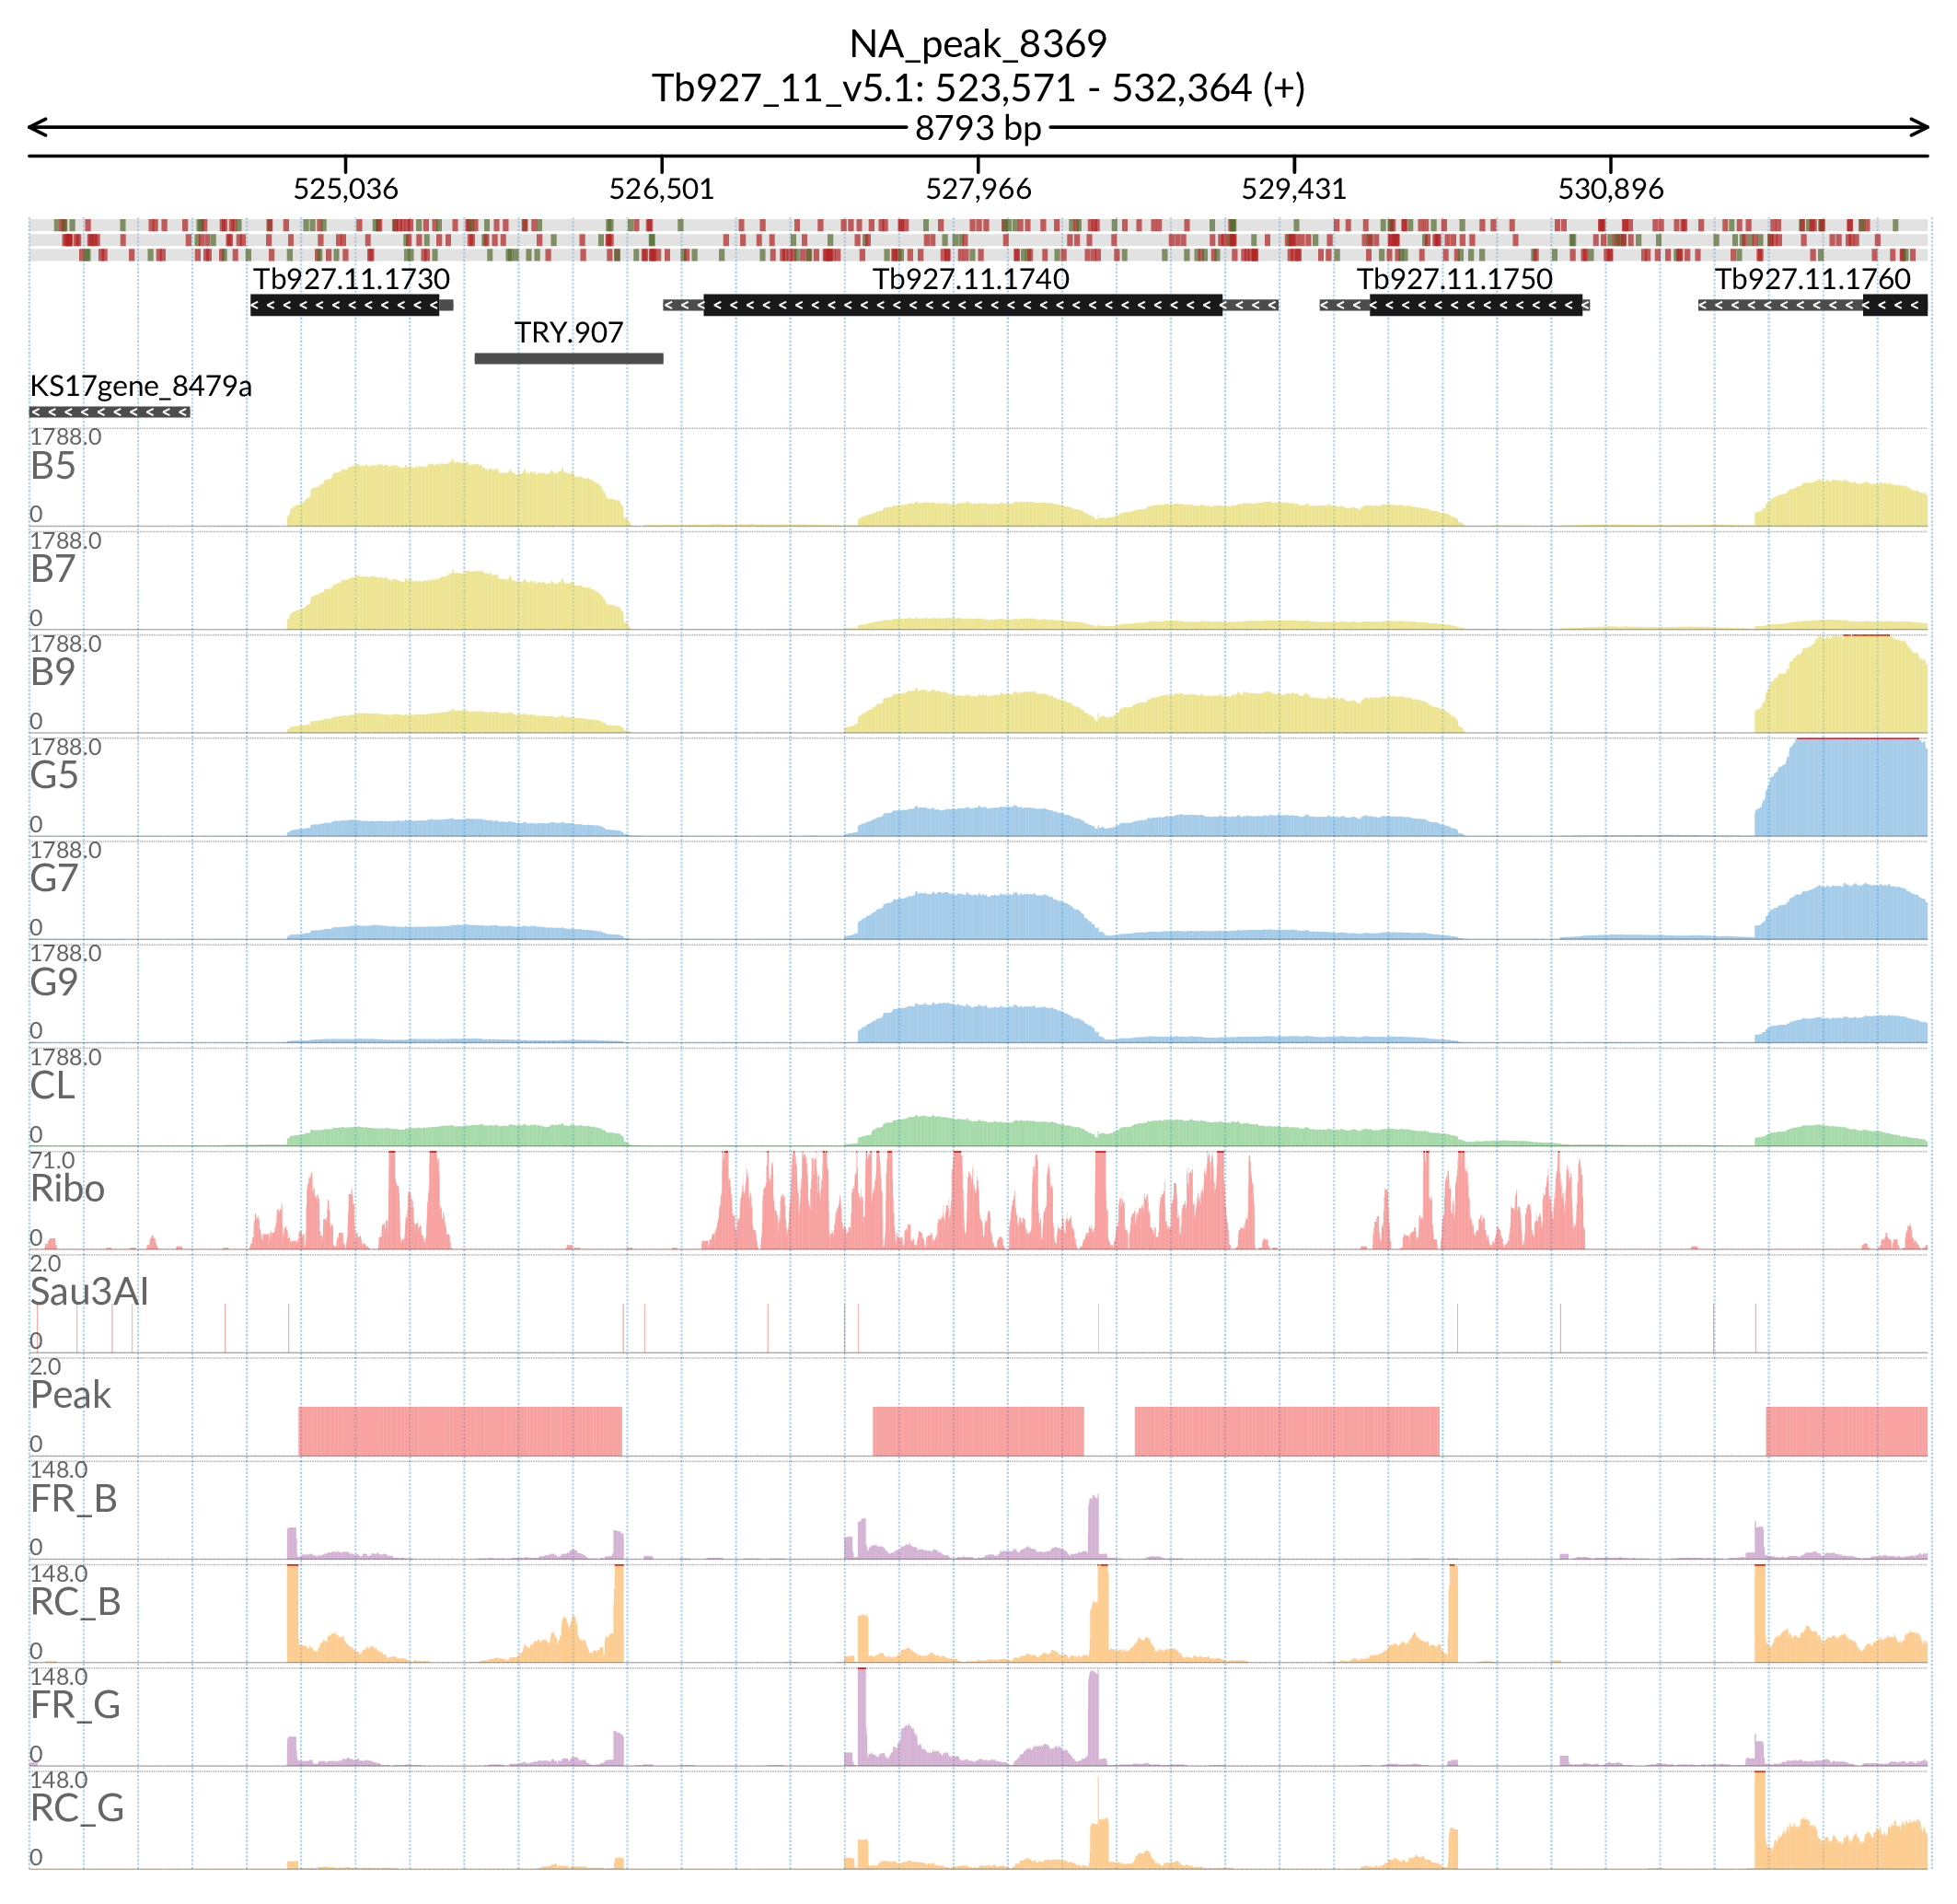 NA_peak_8369
Tb927_11_v5.1: 523,571 - 532,364 (+)
8793 bp
525,036 526,501 527,966 529,431 530,896
Tb927.11.1730 Tb927.11.1740 Tb927.11.1750 Tb927.11.1760
TRY.907
KS17gene_8479a
1788.0
B5
0
1788.0
B7
0
1788.0
B9
0
1788.0
G5
0
1788.0
G7
0
1788.0
G9
0
1788.0
CL
0
71.0
Ribo
0
2.0
Sau3AI
0
2.0
Peak
0
148.0
FR_B
0
148.0
RC_B
0
148.0
FR_G
0
148.0
RC_G
0